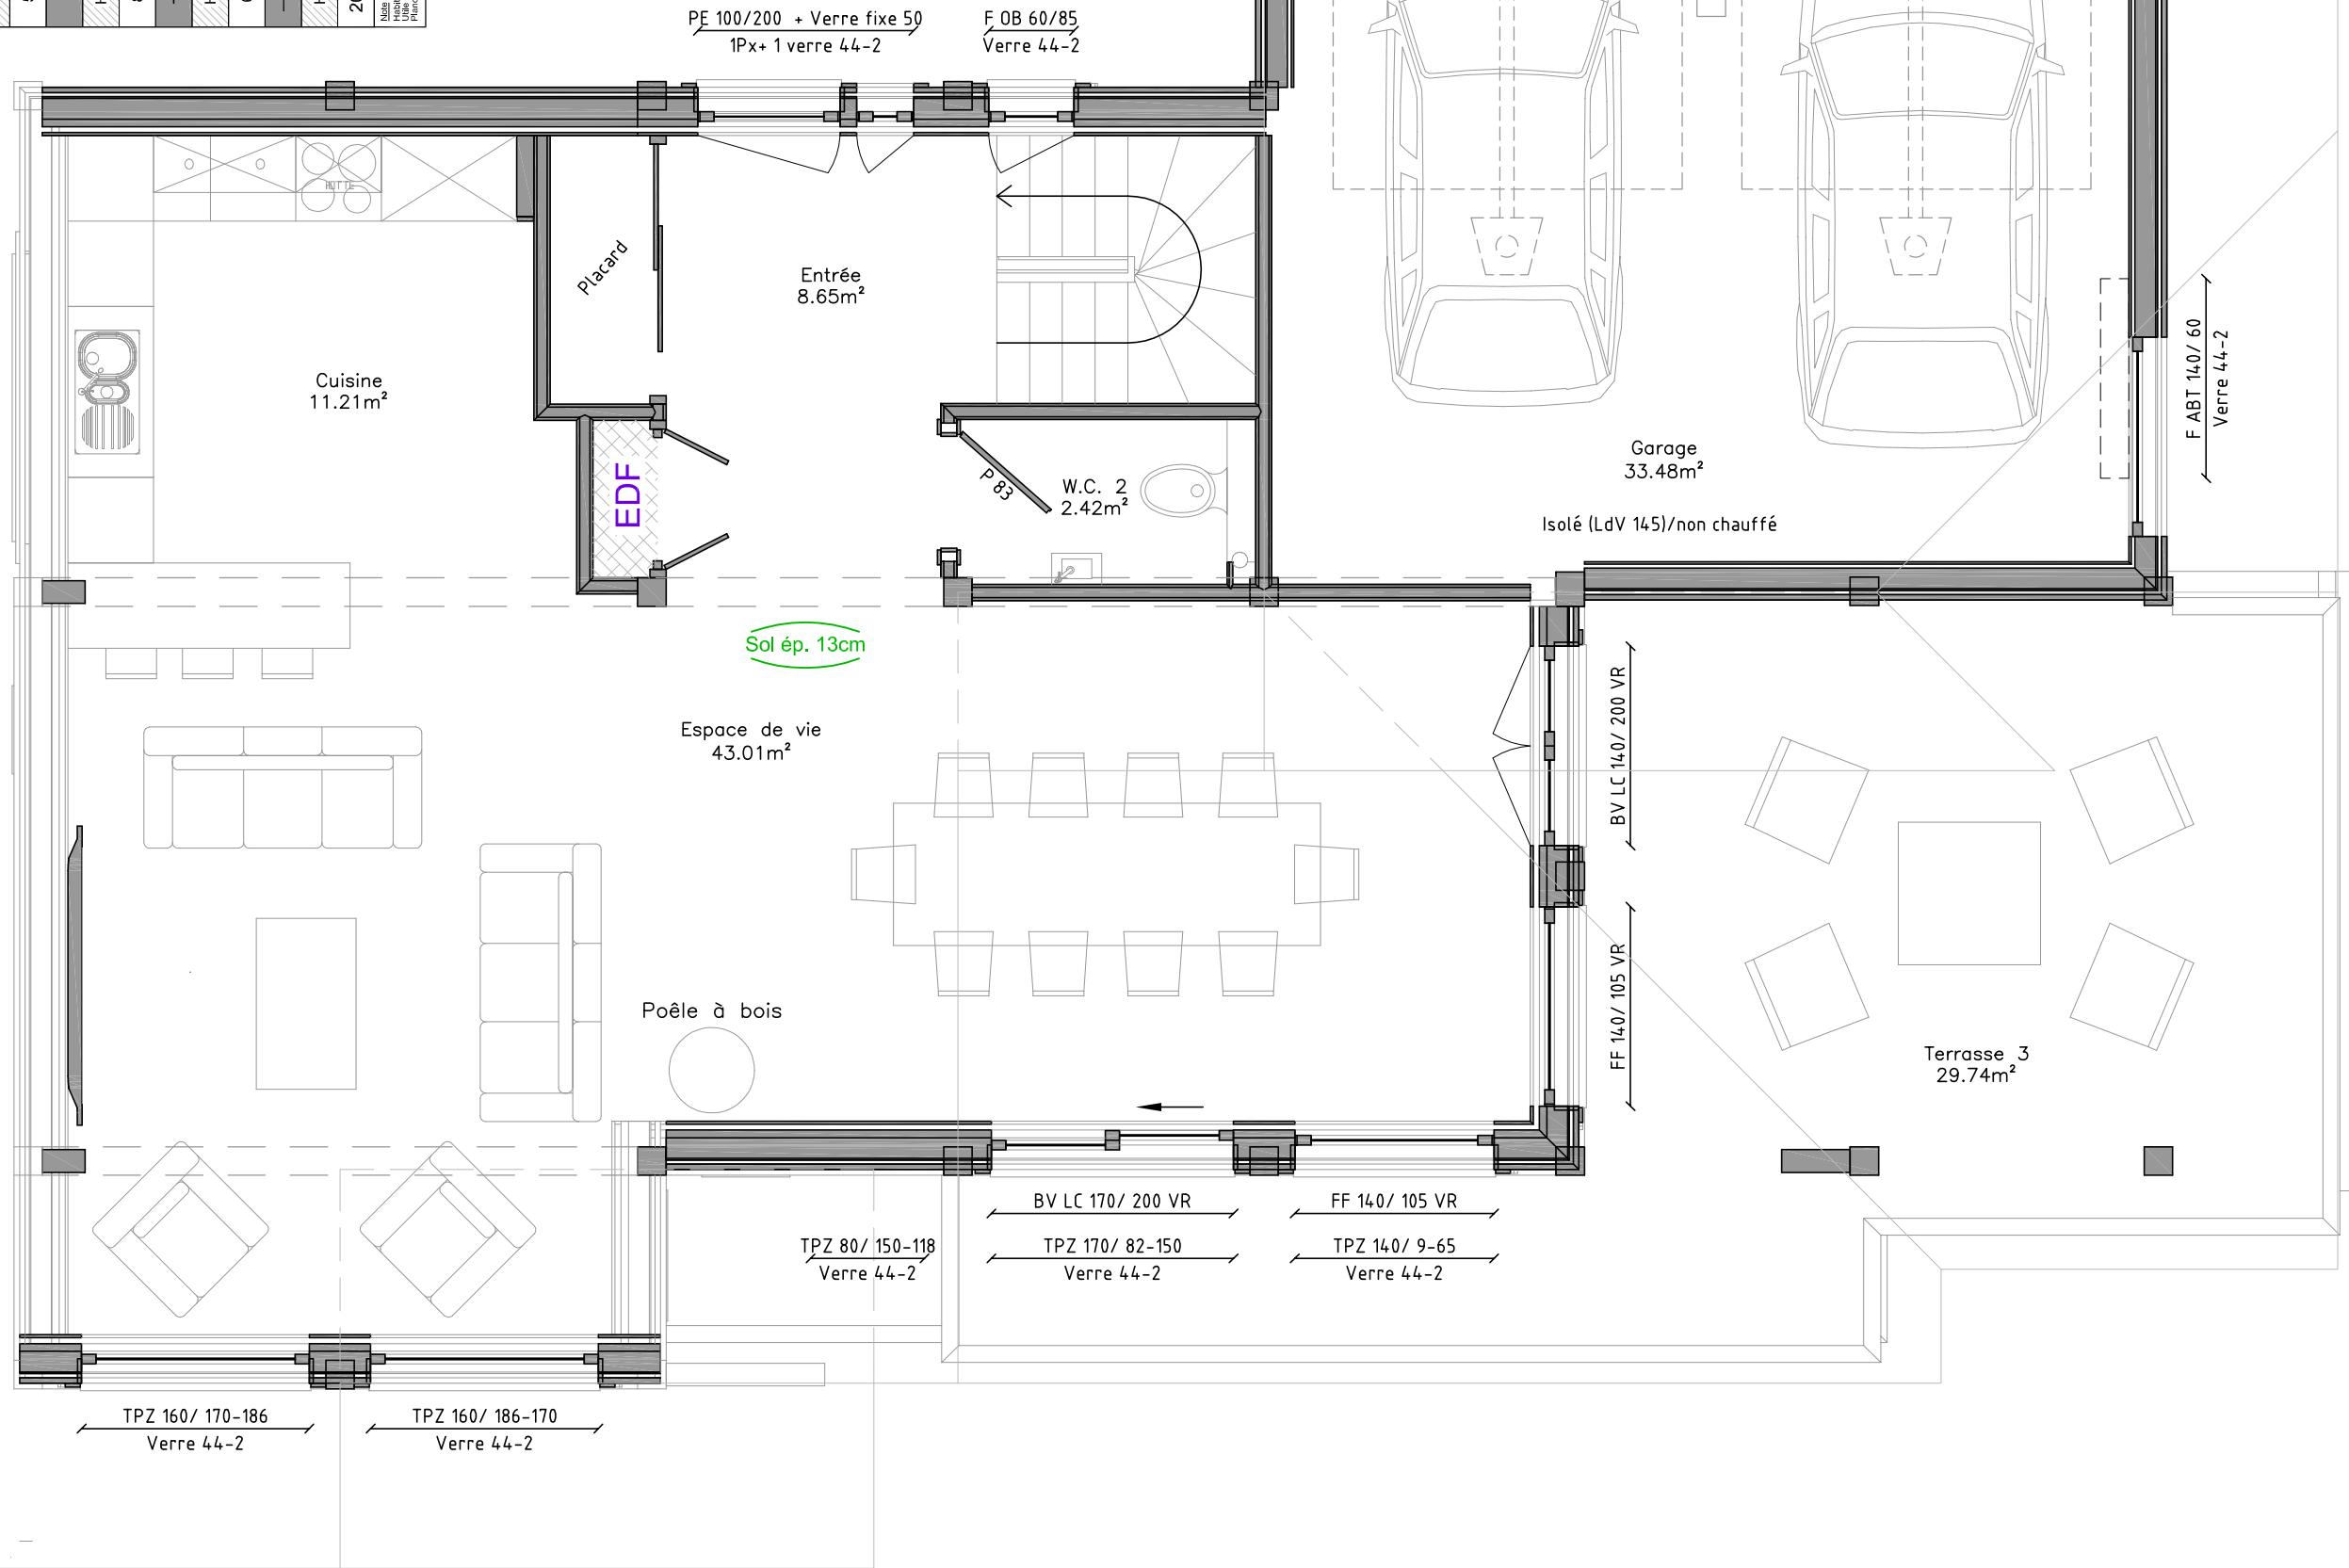 PE 100/200 + Verre fixe 50
1Px+ 1 verre 44-2
F OB 60/85
Verre 44-2
Placard
Entrée
8.65m²
HOTTE
Cuisine
11.21m²
EDF
P 83
W.C. 2
2.42m²
Garage
33.48m²
Isolé (LdV 145)/non chauffé
F ABT 140/ 60
Verre 44-2
Sol ép. 13cm
Espace de vie
43.01m²
BV LC 140/ 200 VR
FF 140/ 105 VR
Poêle à bois
Terrasse 3
29.74m²
BV LC 170/ 200 VR
FF 140/ 105 VR
TPZ 80/ 150-118
Verre 44-2
TPZ 170/ 82-150
Verre 44-2
TPZ 140/ 9-65
Verre 44-2
TPZ 160/ 170-186
Verre 44-2
TPZ 160/ 186-170
Verre 44-2